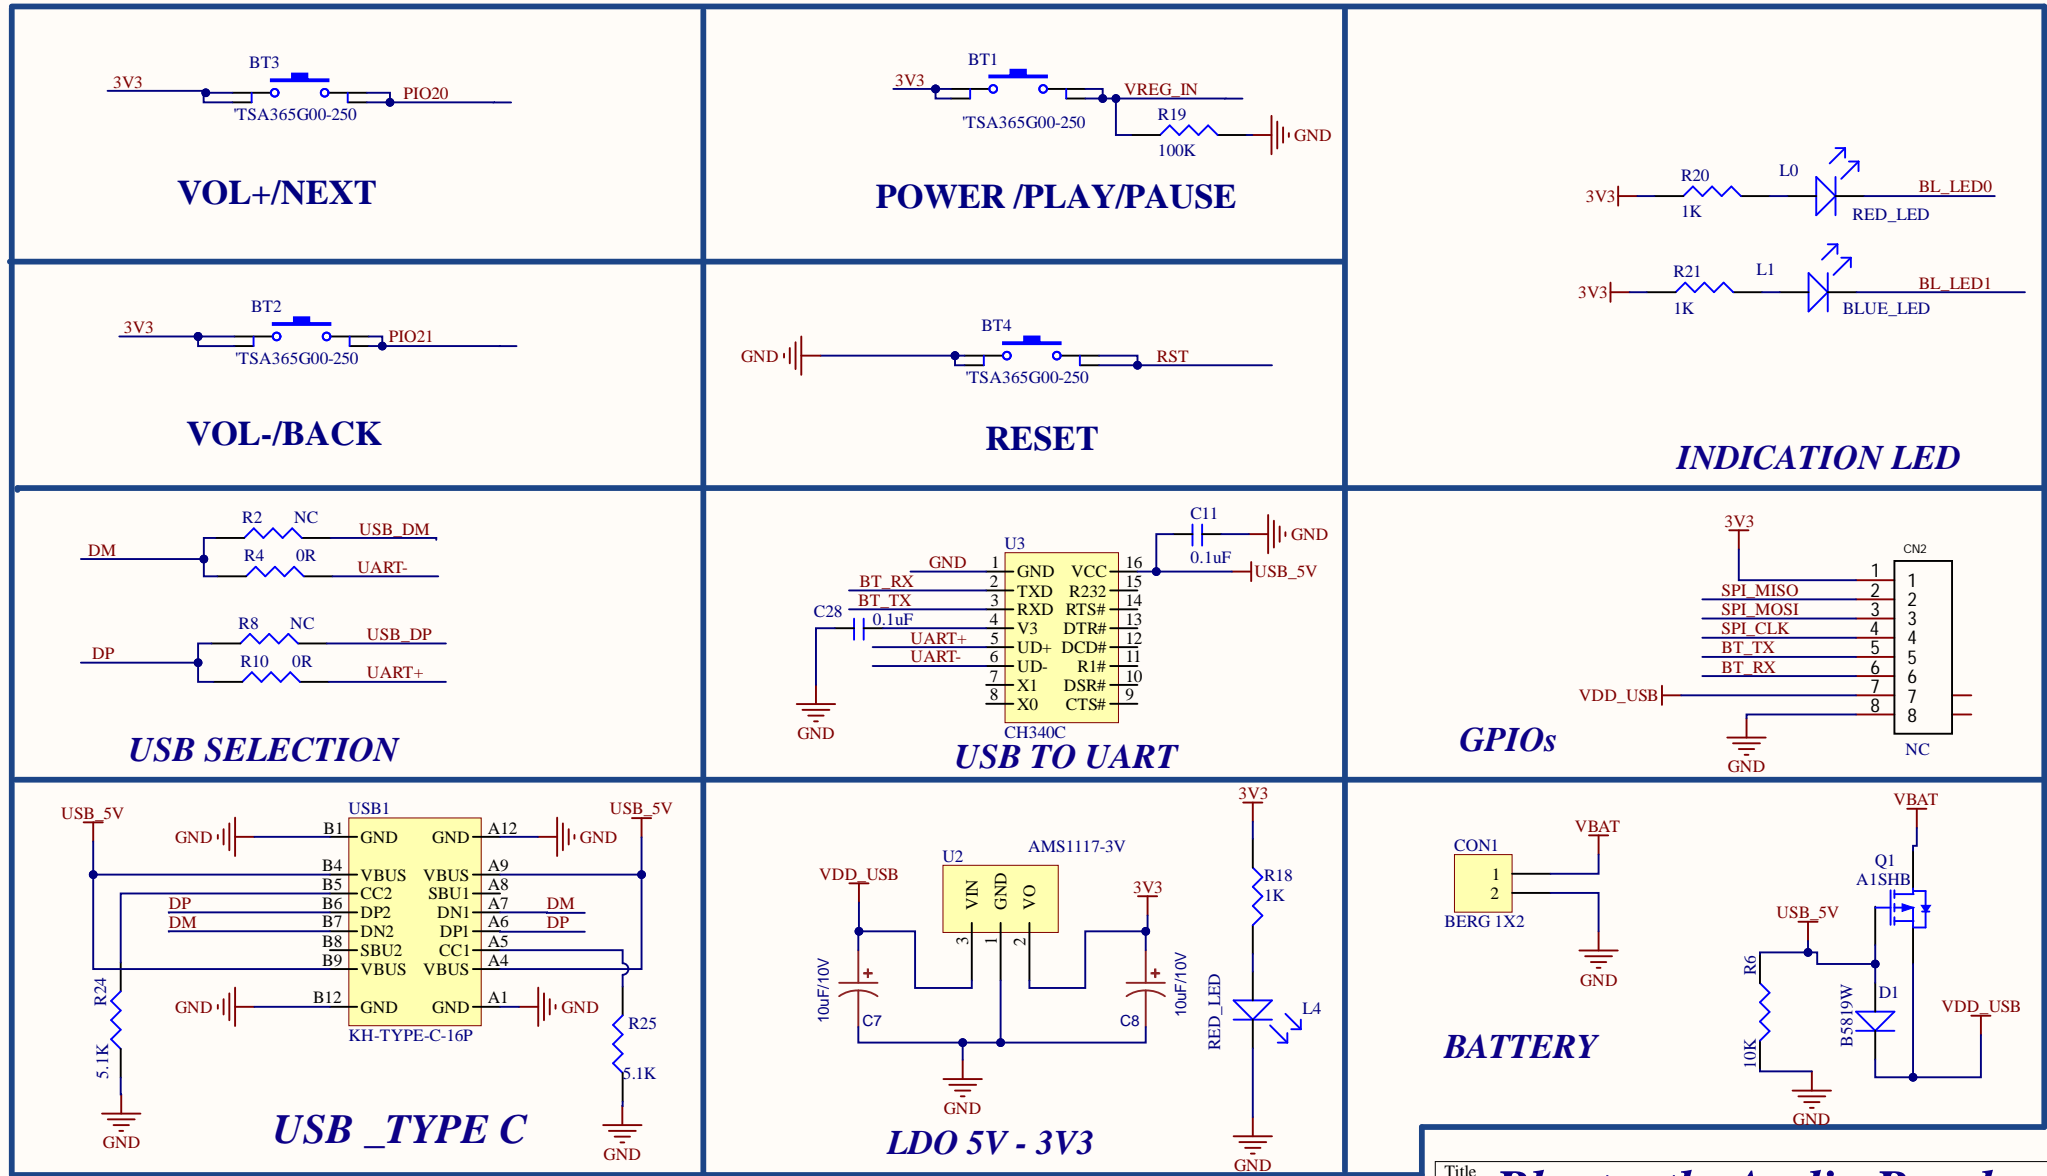 BT3
3V3
PIO20
'TSA365G00-250
VOL+/NEXT
BT1
3V3
VREG_IN
'TSA365G00-250
R19
GND
100K
POWER /PLAY/PAUSE
R20
L0
3V3
BL_LED0
1K
RED_LED
R21
L1
3V3
BL_LED1
1K
BLUE_LED
INDICATION LED
BT2
3V3
PIO21
'TSA365G00-250
VOL-/BACK
BT4
GND
RST
'TSA365G00-250
RESET
R2 NC
USB_DM
DM
R4 0R
UART-
R8 NC
USB_DP
DP
R10 0R
UART+
USB SELECTION
C11
GND
0.1uF
USB_5V
U3
GND 1 GND VCC 16
BT_RX 2 TXD R232 15
BT_TX 3 RXD RTS# 14
C28 0.1uF 4 V3 DTR# 13
UART+ 5 UD+ DCD# 12
UART- 6 UD- R1# 11
7 X1 DSR# 10
8 X0 CTS# 9
GND
CH340C
USB TO UART
3V3
CN2
1 1
SPI_MISO 2 2
SPI_MOSI 3 3
SPI_CLK 4 4
BT_TX 5 5
BT_RX 6 6
VDD_USB 7 7
8 8
GND
NC
GPIOs
USB_5V
USB1
USB_5V
GND B1 GND GND A12 GND
B4 VBUS VBUS A9
B5 CC2 SBU1 A8
DP B6 DP2 DN1 A7 DM
DM B7 DN2 DP1 A6 DP
B8 SBU2 CC1 A5
B9 VBUS VBUS A4
GND B12 GND GND A1 GND
KH-TYPE-C-16P
R24
5.1K
GND
R25
5.1K
GND
USB _TYPE C
3V3
AMS1117-3V
U2
VDD_USB
VIN
GND
VO
3
1
2
3V3
10uF/10V
C7
10uF/10V
C8
GND
R18
1K
RED_LED
L4
GND
LDO 5V - 3V3
VBAT
CON1
1
2
BERG 1X2
GND
BATTERY
VBAT
Q1
A1SHB
USB_5V
R6
10K
D1
B5819W
VDD_USB
GND
Title